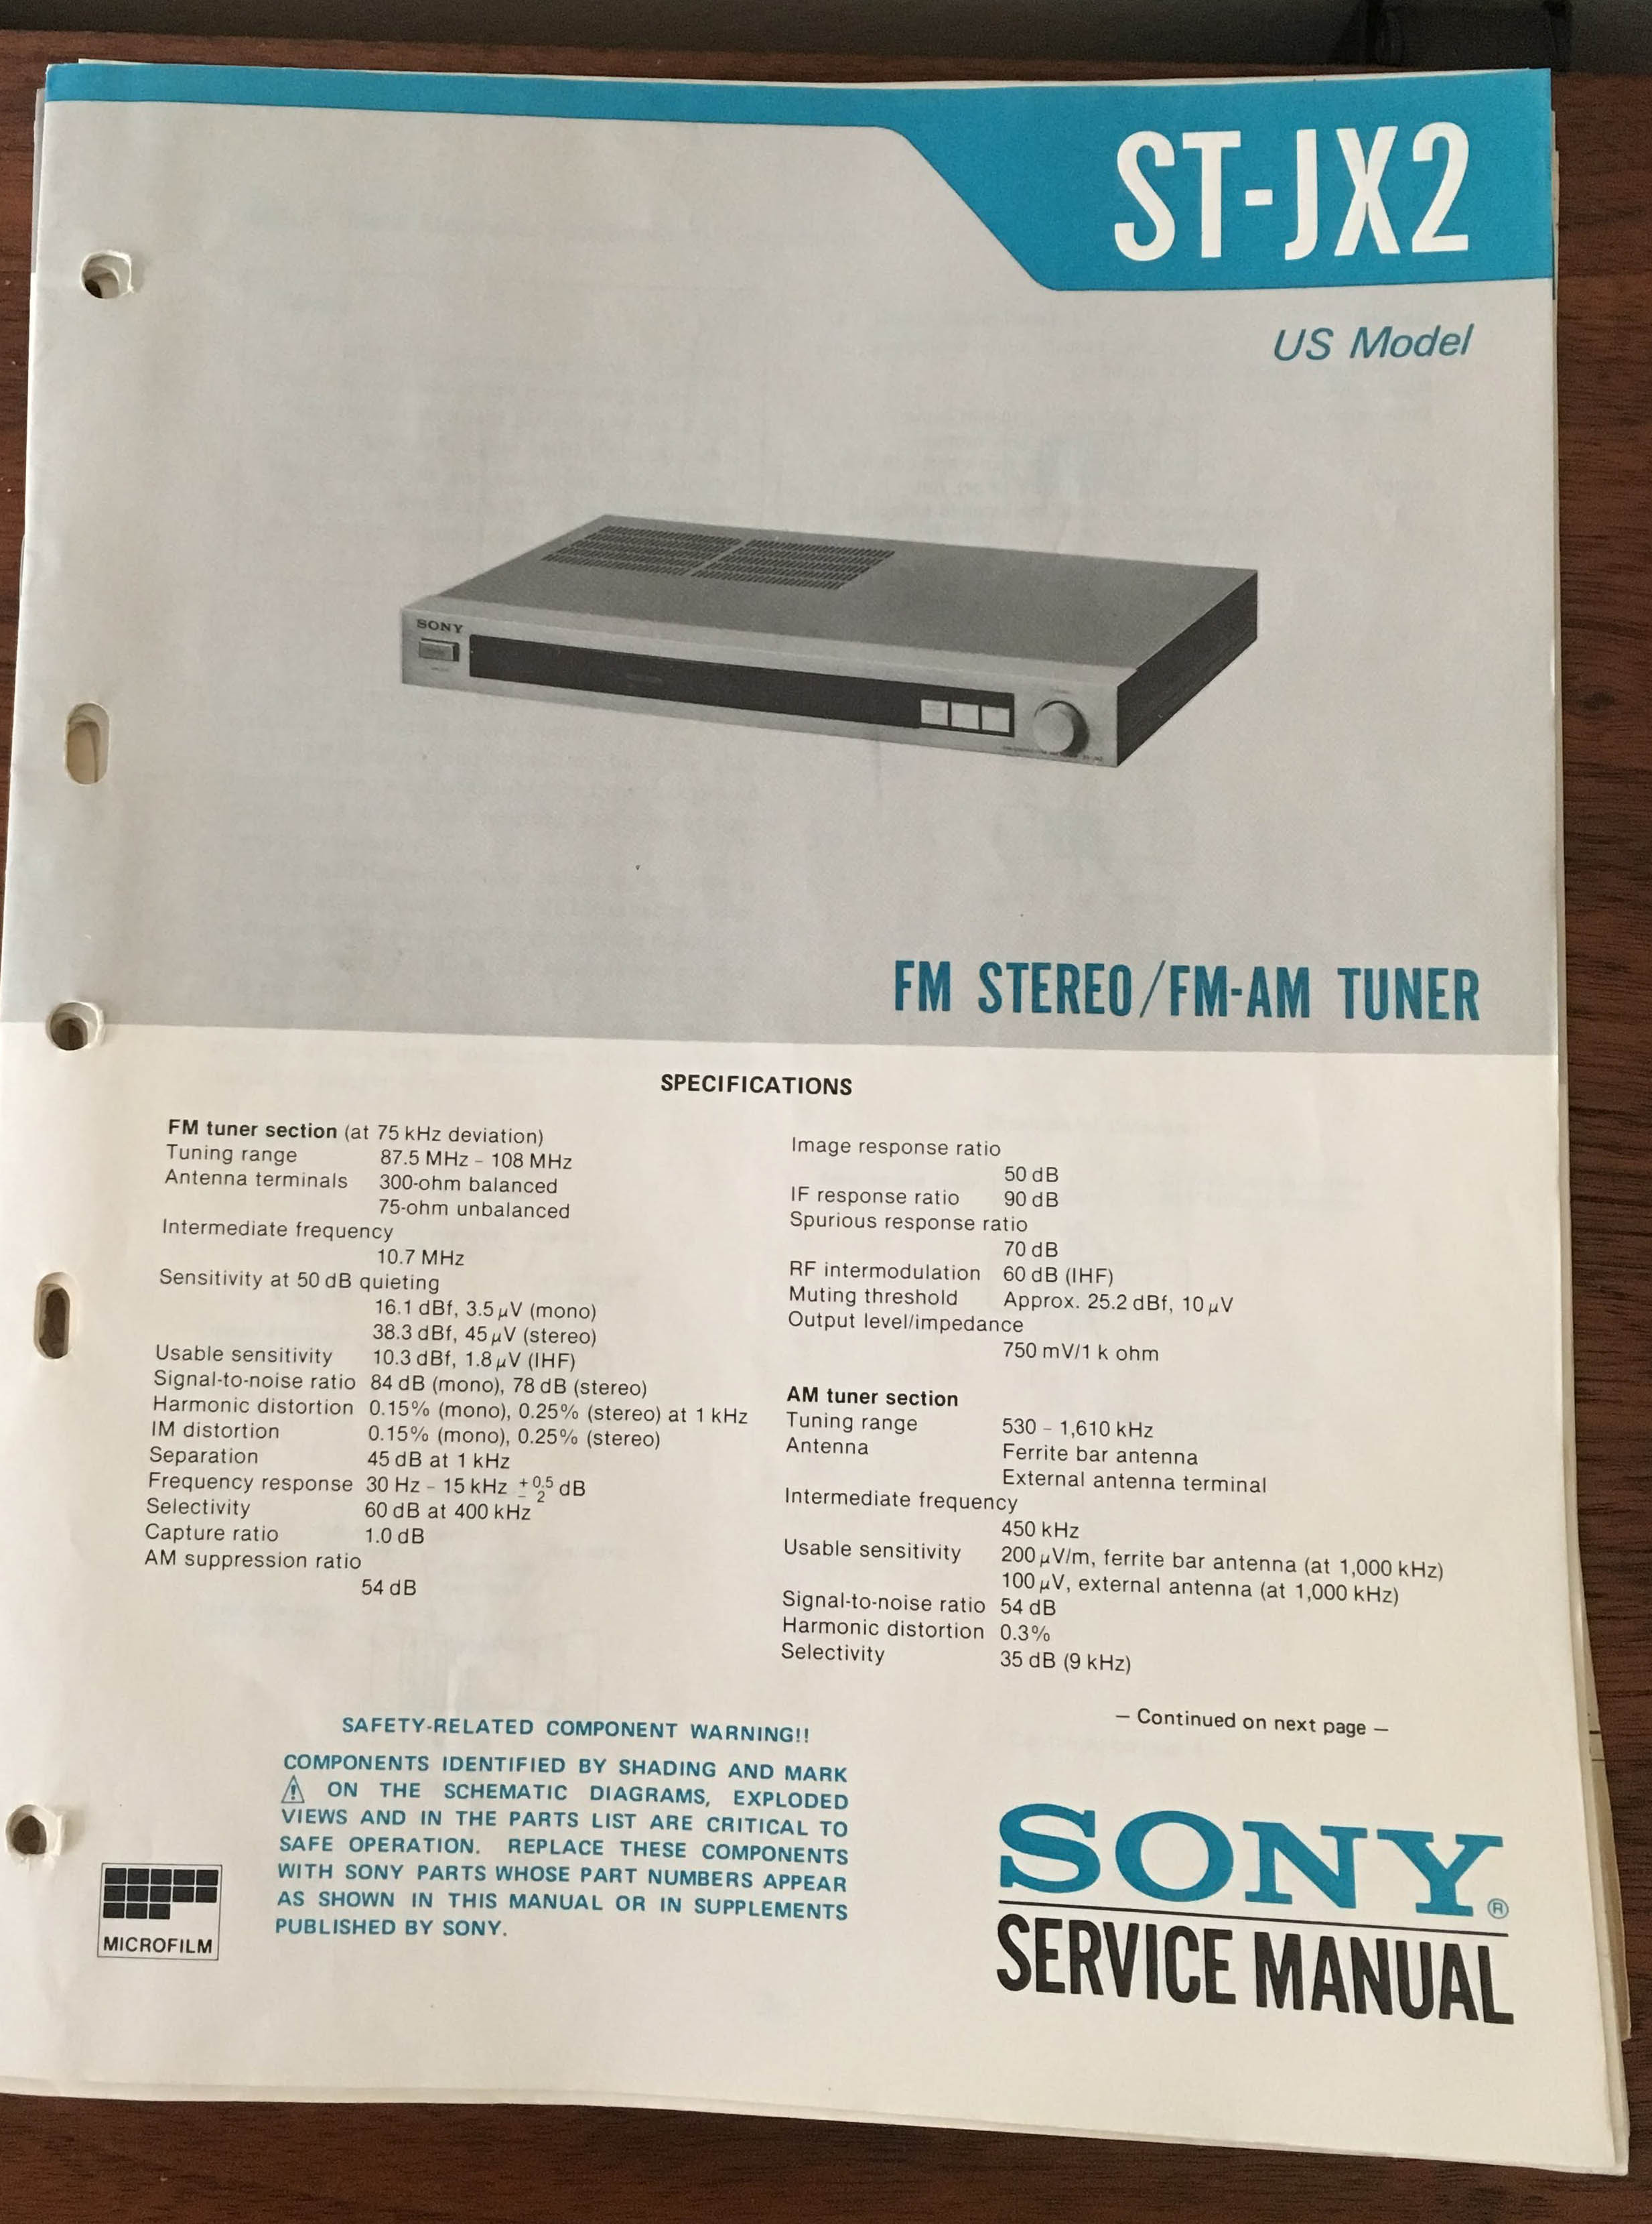 ST-JX2
US Model
SONY
FM STEREO/FM-AM TUNER
SPECIFICATIONS
FM tuner section (at 75 kHz deviation)
Tuning range 87.5 MHz – 108 MHz
Antenna terminals 300-ohm balanced
75-ohm unbalanced
Intermediate frequency
10.7 MHz
Sensitivity at 50 dB quieting
16.1 dBf, 3.5 µV (mono)
38.3 dBf, 45 µV (stereo)
Usable sensitivity 10.3 dBf, 1.8 µV (IHF)
Signal-to-noise ratio 84 dB (mono), 78 dB (stereo)
Harmonic distortion 0.15% (mono), 0.25% (stereo) at 1 kHz
IM distortion 0.15% (mono), 0.25% (stereo)
Separation 45 dB at 1 kHz
Frequency response 30 Hz – 15 kHz +0.5 −2 dB
Selectivity 60 dB at 400 kHz
Capture ratio 1.0 dB
AM suppression ratio
54 dB
Image response ratio
50 dB
IF response ratio 90 dB
Spurious response ratio
70 dB
RF intermodulation 60 dB (IHF)
Muting threshold Approx. 25.2 dBf, 10 µV
Output level/impedance
750 mV/1 k ohm
AM tuner section
Tuning range 530 – 1,610 kHz
Antenna Ferrite bar antenna
External antenna terminal
Intermediate frequency
450 kHz
Usable sensitivity 200 µV/m, ferrite bar antenna (at 1,000 kHz)
100 µV, external antenna (at 1,000 kHz)
Signal-to-noise ratio 54 dB
Harmonic distortion 0.3%
Selectivity 35 dB (9 kHz)
— Continued on next page —
SAFETY-RELATED COMPONENT WARNING!!
COMPONENTS IDENTIFIED BY SHADING AND MARK
⚠ ON THE SCHEMATIC DIAGRAMS, EXPLODED
VIEWS AND IN THE PARTS LIST ARE CRITICAL TO
SAFE OPERATION. REPLACE THESE COMPONENTS
WITH SONY PARTS WHOSE PART NUMBERS APPEAR
AS SHOWN IN THIS MANUAL OR IN SUPPLEMENTS
PUBLISHED BY SONY.
MICROFILM
SONY®
SERVICE MANUAL